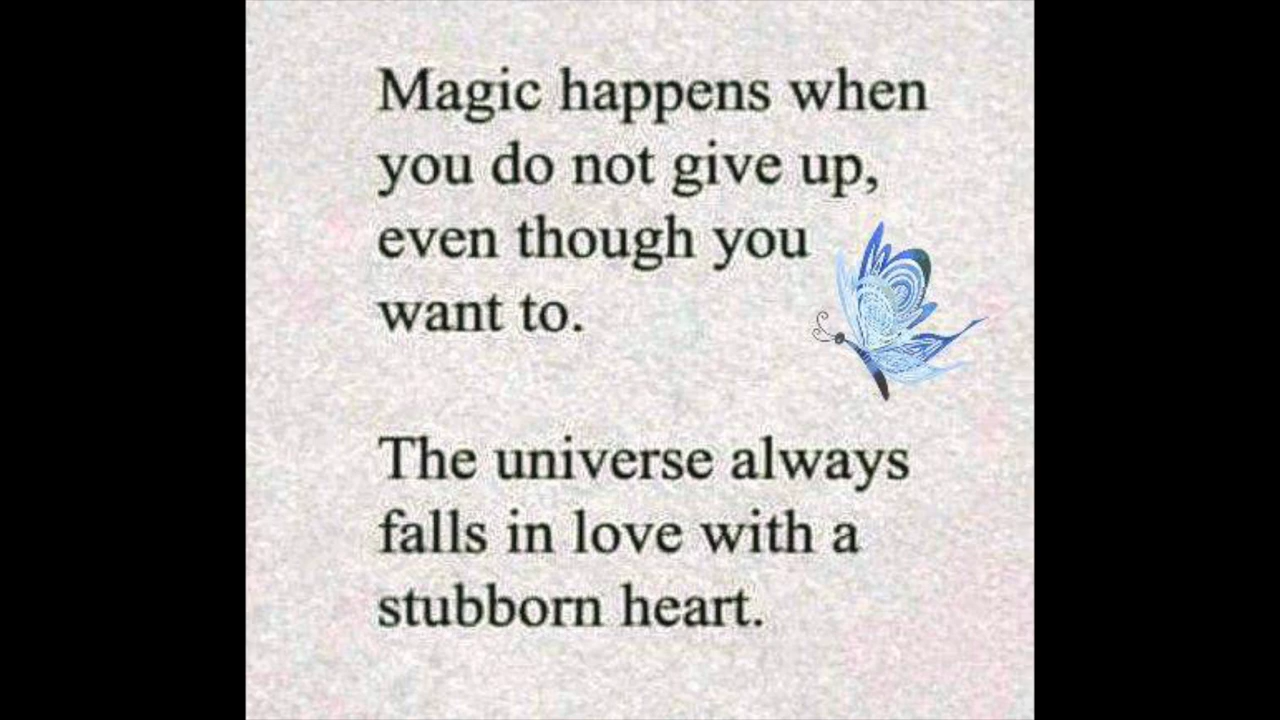 Magic happens when
you do not give up,
even though you
want to.
The universe always
falls in love with a
stubborn heart.